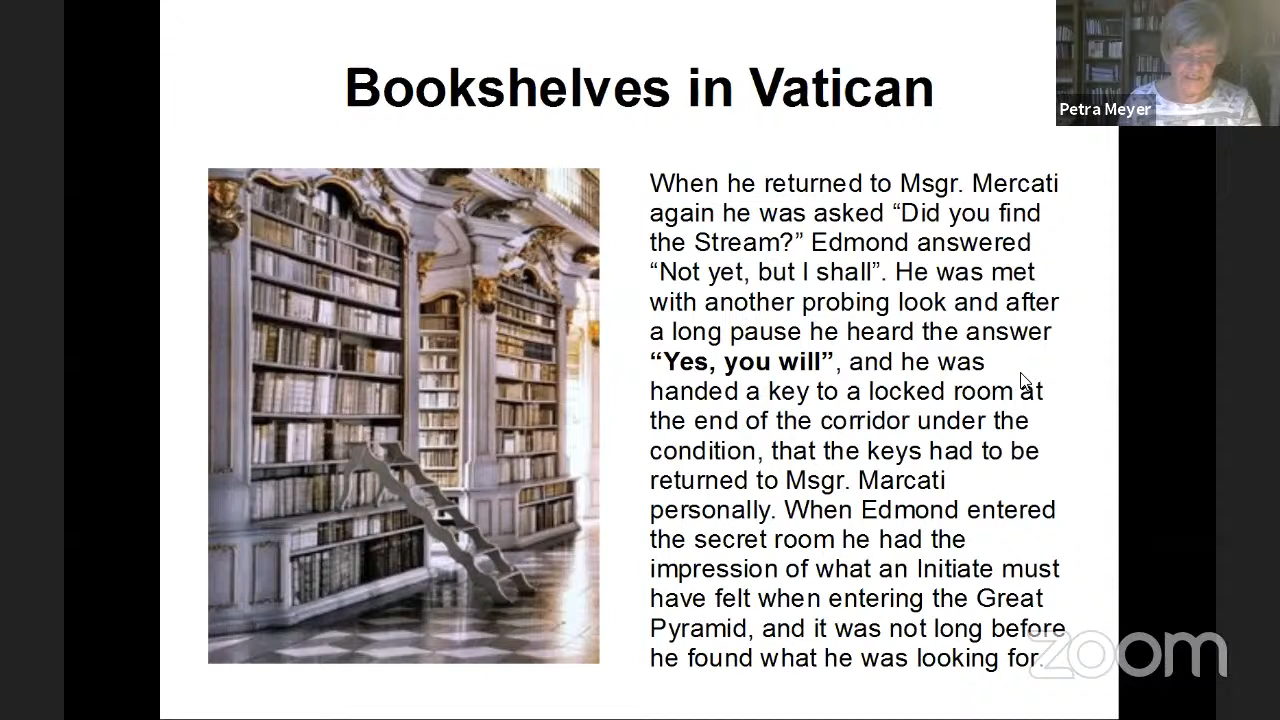 Bookshelves in Vatican
Petra Meyer
When he returned to Msgr. Mercati
again he was asked “Did you find
the Stream?” Edmond answered
“Not yet, but I shall”. He was met
with another probing look and after
a long pause he heard the answer
“Yes, you will”, and he was
handed a key to a locked room at
the end of the corridor under the
condition, that the keys had to be
returned to Msgr. Marcati
personally. When Edmond entered
the secret room he had the
impression of what an Initiate must
have felt when entering the Great
Pyramid, and it was not long before
he found what he was looking for.
zoom